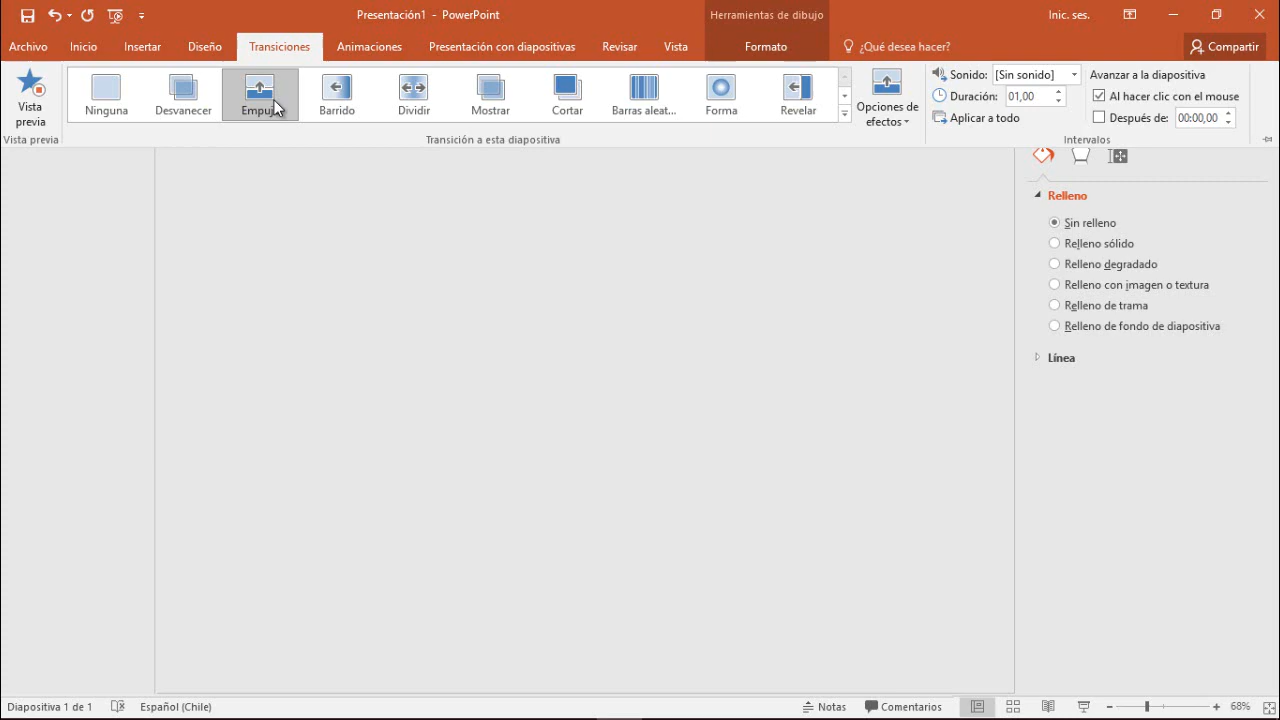 Presentación1 - PowerPoint
Herramientas de dibujo
Inic. ses.
Archivo
Inicio
Insertar
Diseño
Transiciones
Animaciones
Presentación con diapositivas
Revisar
Vista
Formato
¿Qué desea hacer?
Compartir
Vista previa
Ninguna
Desvanecer
Empuje
Barrido
Dividir
Mostrar
Cortar
Barras aleat...
Forma
Revelar
Opciones de efectos
Sonido: [Sin sonido]
Duración: 01,00
Aplicar a todo
Avanzar a la diapositiva
Al hacer clic con el mouse
Después de: 00:00,00
Vista previa
Transición a esta diapositiva
Intervalos
Relleno
Sin relleno
Relleno sólido
Relleno degradado
Relleno con imagen o textura
Relleno de trama
Relleno de fondo de diapositiva
Línea
Diapositiva 1 de 1
Español (Chile)
Notas
Comentarios
68%